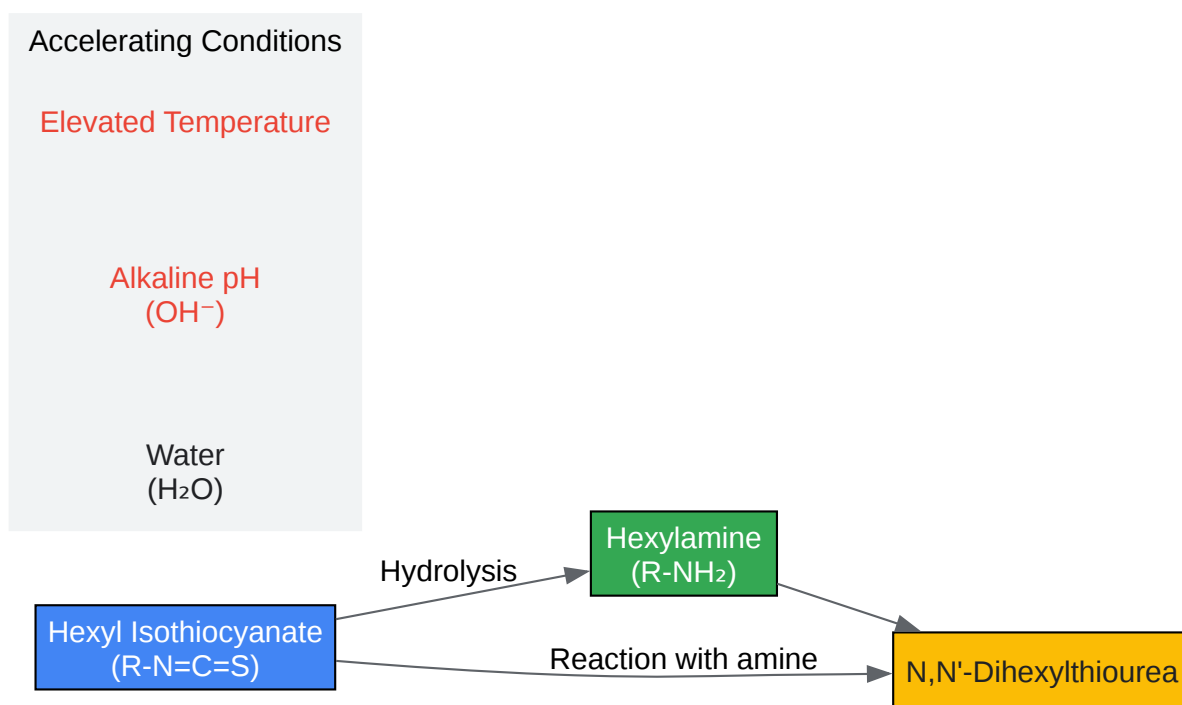 Accelerating Conditions
Elevated Temperature
Alkaline pH
(OH⁻)
Water
(H₂O)
Hexylamine
(R-NH₂)
Hydrolysis
Hexyl Isothiocyanate
(R-N=C=S)
Reaction with amine
N,N'-Dihexylthiourea